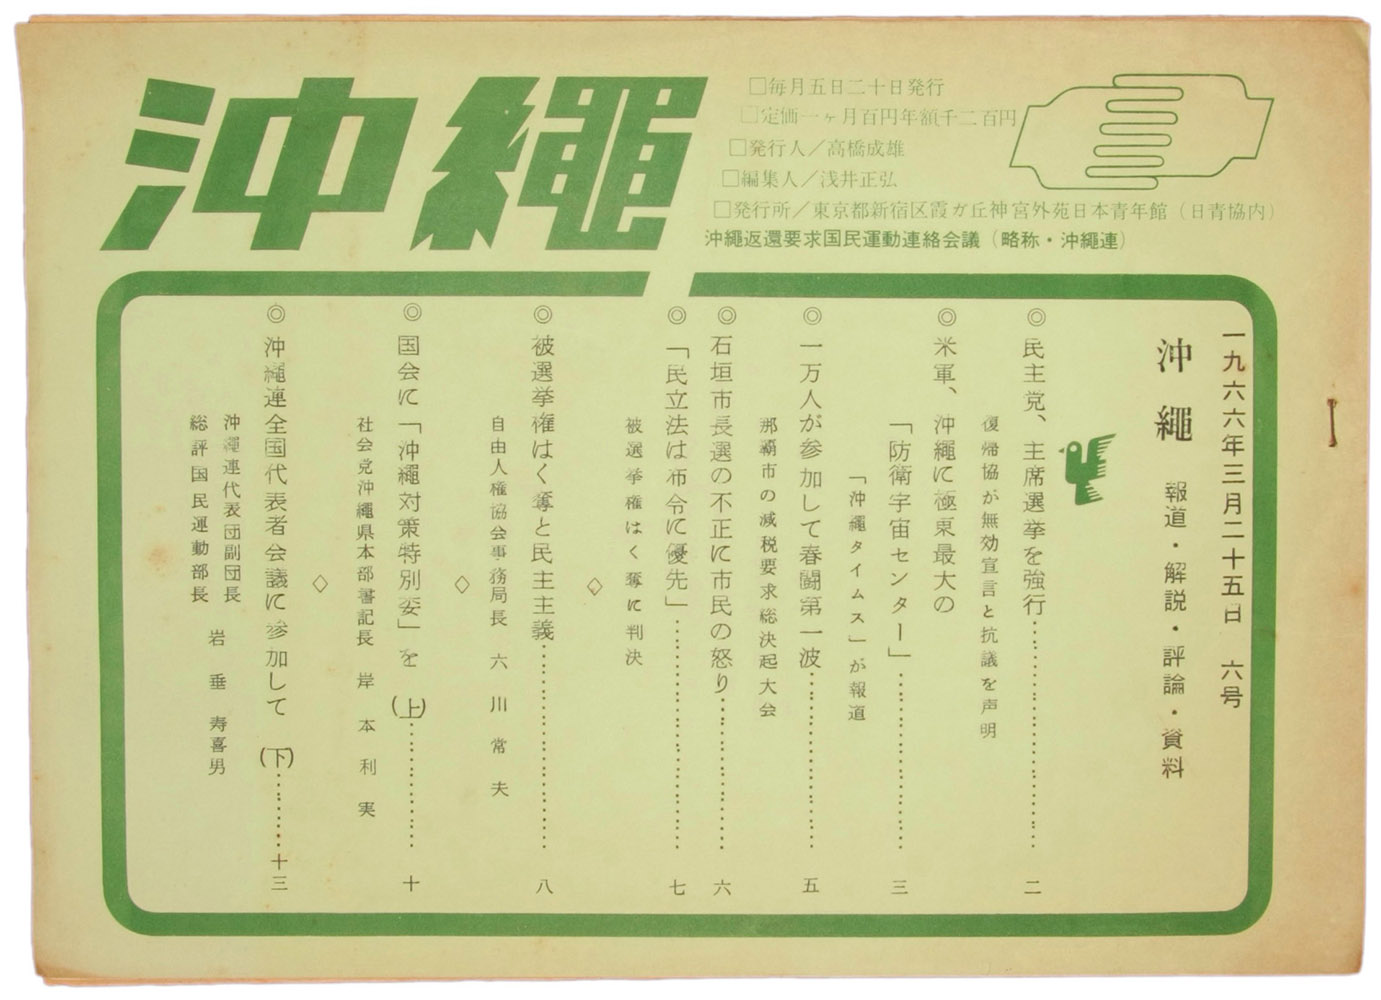 沖繩
□毎月五日二十日発行
□定価一ヶ月百円年額千二百円
□発行人/高橋成雄
□編集人/浅井正弘
□発行所/東京都新宿区霞ガ丘神宮外苑日本青年館(日青協内)
沖繩返還要求国民運動連絡会議(略称・沖繩連)
一九六六年三月二十五日 六号
沖繩 報道・解説・評論・資料
◎民主党、主席選挙を強行…………二
復帰協が無効宣言と抗議を声明
◎米軍、沖繩に極東最大の
「防衛宇宙センター」…………三
「沖繩タイムス」が報道
◎一万人が参加して春闘第一波…………五
那覇市の減税要求総決起大会
◎石垣市長選の不正に市民の怒り…………六
◎「民立法は布令に優先」…………七
被選挙権はく奪に判決
◇
◎被選挙権はく奪と民主主義…………八
自由人権協会事務局長 六川常夫
◇
◎国会に「沖繩対策特別委」を(上)…………十
社会党沖繩県本部書記長 岸本利実
◇
◎沖繩連全国代表者会議に参加して(下)…………十三
沖繩連代表団副団長
総評国民運動部長
岩垂寿喜男